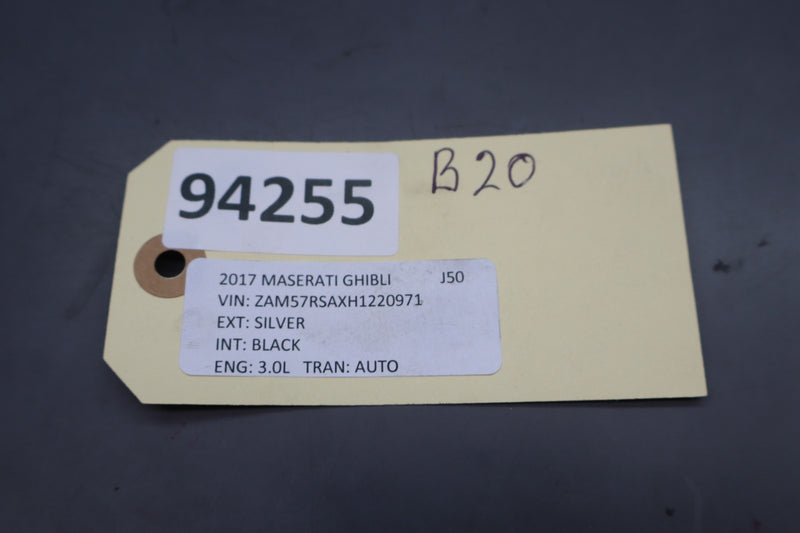 94255
B20
2017 MASERATI GHIBLI J50
VIN: ZAM57RSAXH1220971
EXT: SILVER
INT: BLACK
ENG: 3.0L TRAN: AUTO